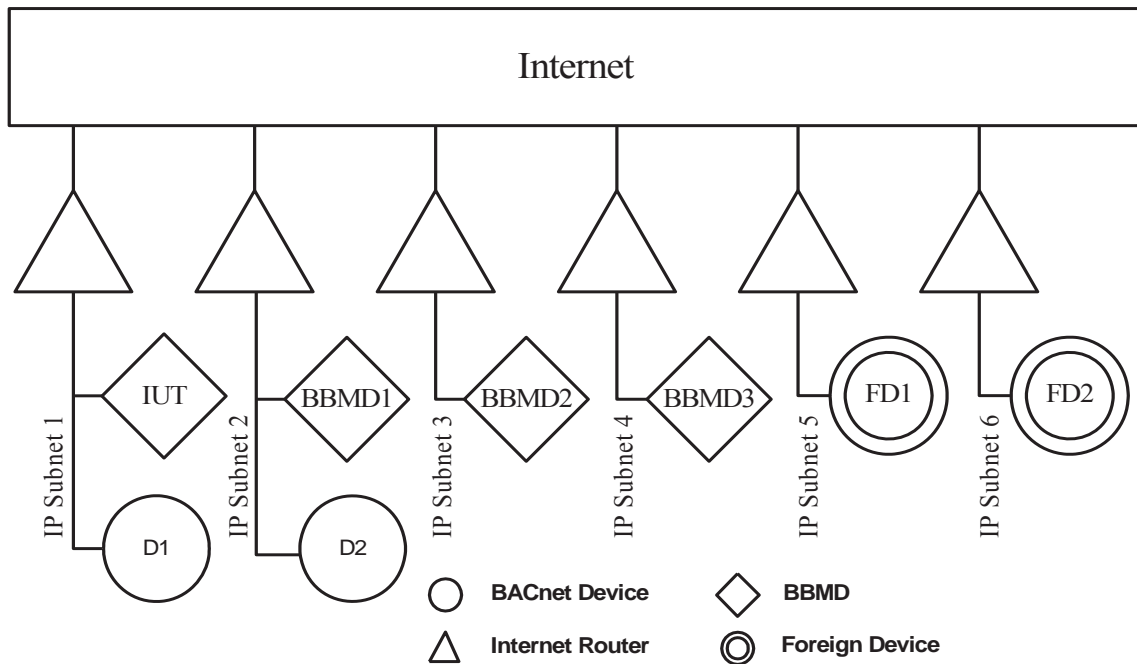 Internet
IUT
BBMD1
BBMD2
BBMD3
FD1
FD2
IP Subnet 1
IP Subnet 2
IP Subnet 3
IP Subnet 4
IP Subnet 5
IP Subnet 6
D1
D2
BACnet Device
BBMD
Internet Router
Foreign Device